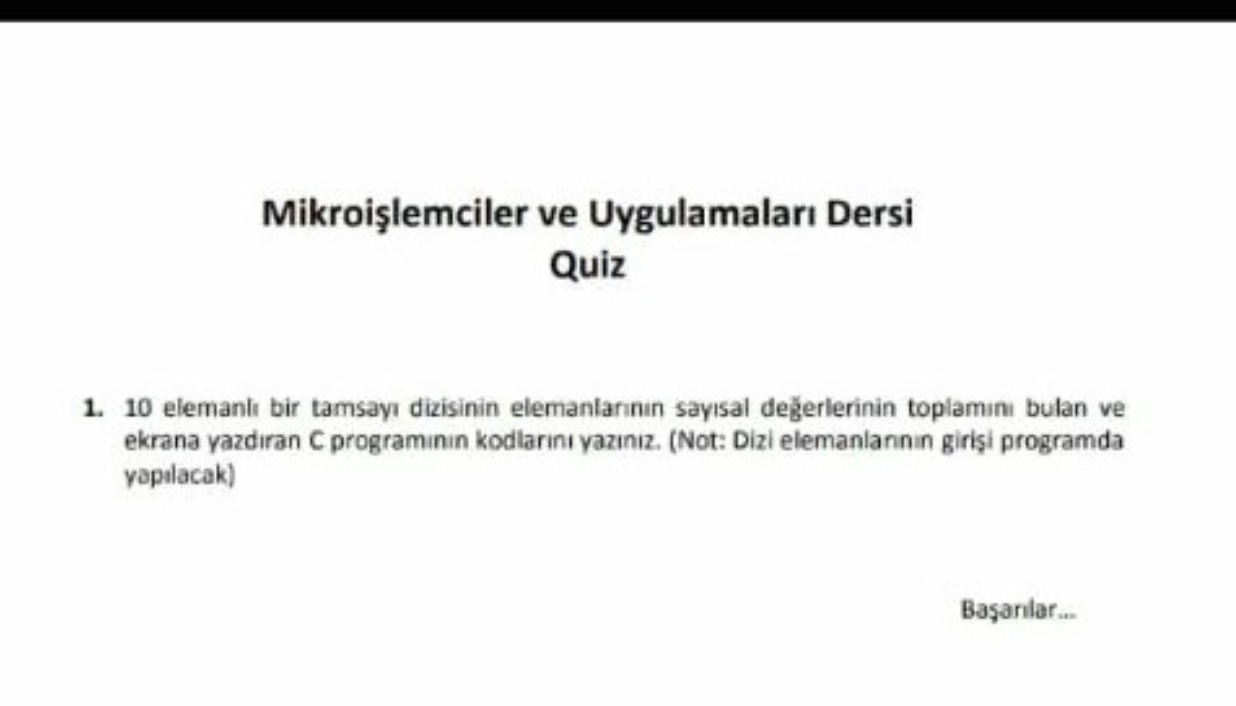 Mikroişlemciler ve Uygulamaları Dersi
Quiz
1. 10 elemanlı bir tamsayı dizisinin elemanlarının sayısal değerlerinin toplamını bulan ve
ekrana yazdıran C programının kodlarını yazınız. (Not: Dizi elemanlarının girişi programda
yapılacak)
Başarılar...